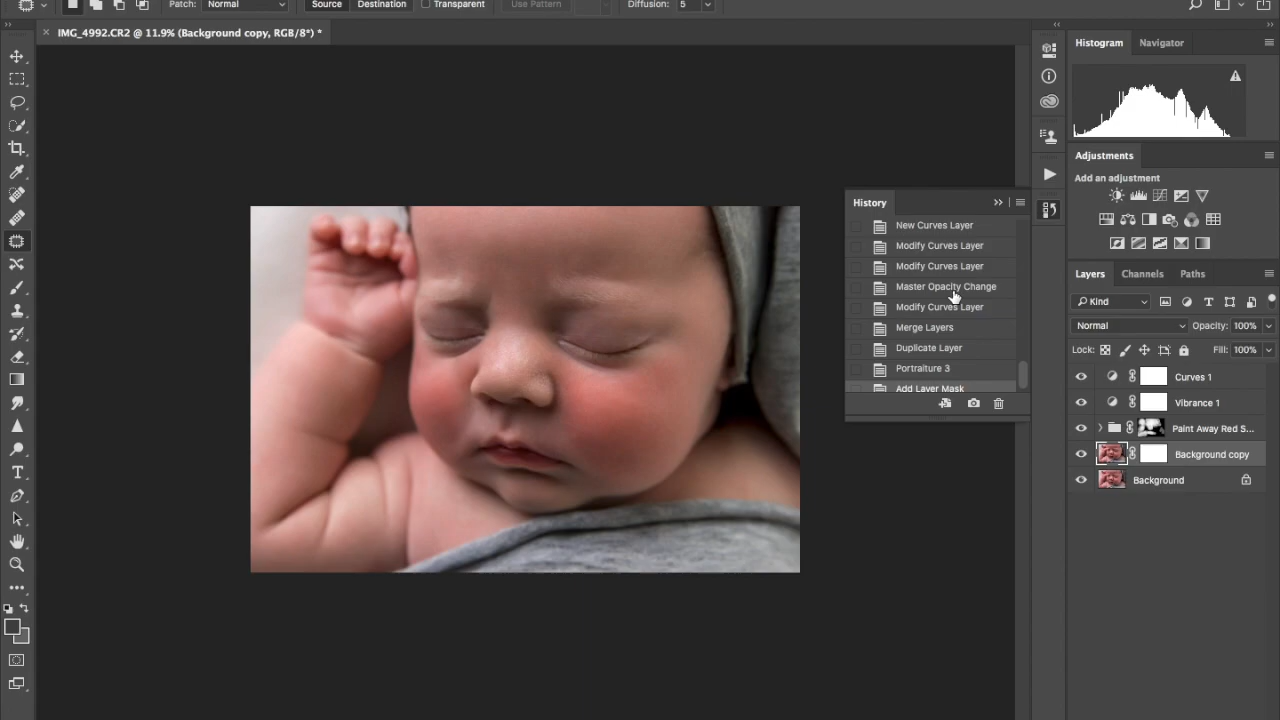 Patch: Normal Source Destination Transparent Use Pattern Diffusion: 5
IMG_4992.CR2 @ 11.9% (Background copy, RGB/8*) *
Histogram Navigator
Adjustments
Add an adjustment
History
New Curves Layer
Modify Curves Layer
Modify Curves Layer
Master Opacity Change
Modify Curves Layer
Merge Layers
Duplicate Layer
Portraiture 3
Add Layer Mask
Layers Channels Paths
Kind
Normal Opacity: 100%
Lock: Fill: 100%
Curves 1
Vibrance 1
Paint Away Red S...
Background copy
Background